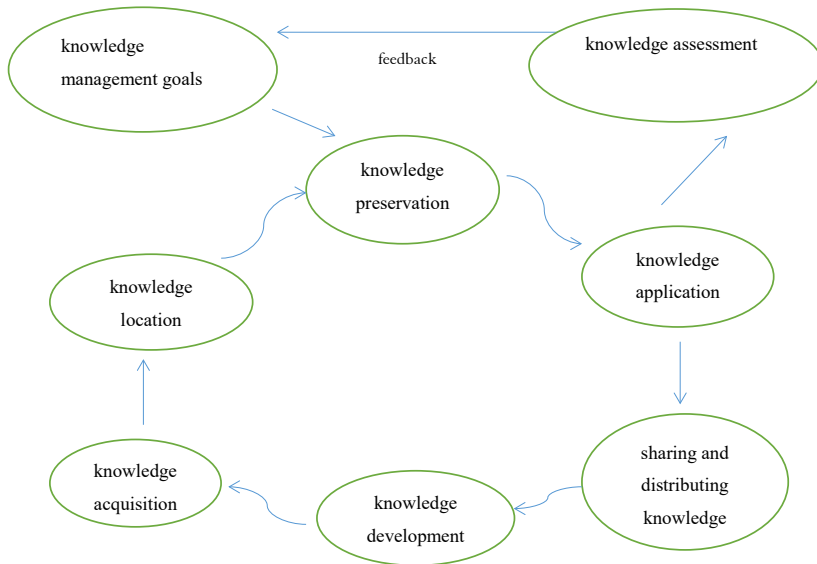 knowledge
management goals
feedback
knowledge assessment
knowledge
preservation
knowledge
location
knowledge
application
knowledge
acquisition
knowledge
development
sharing and
distributing
knowledge